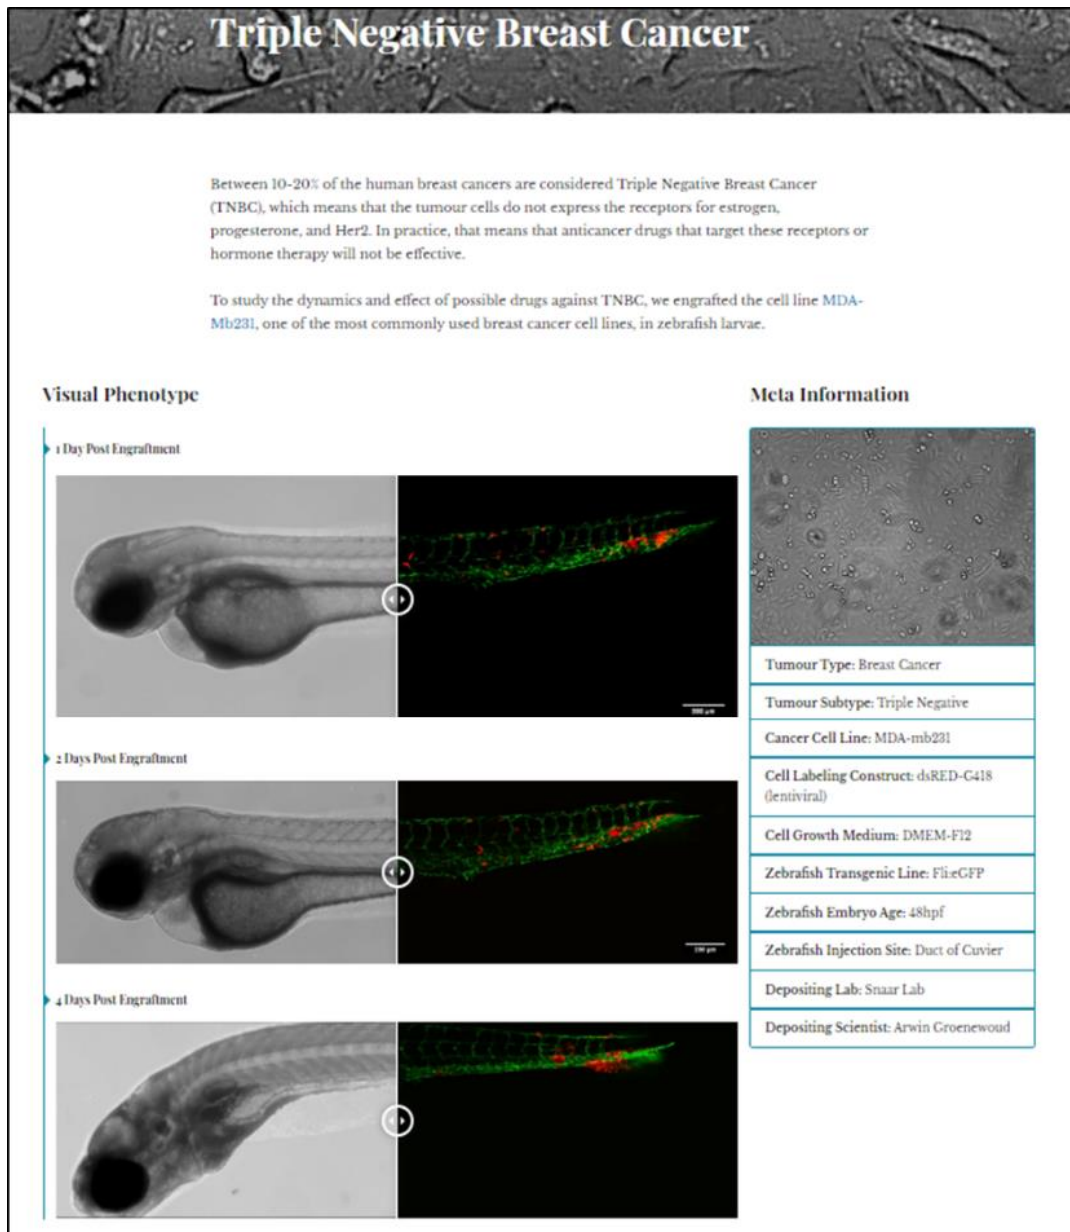 Triple Negative Breast Cancer
Between 10-20% of the human breast cancers are considered Triple Negative Breast Cancer
(TNBC), which means that the tumour cells do not express the receptors for estrogen,
progesterone, and Her2. In practice, that means that anticancer drugs that target these receptors or
hormone therapy will not be effective.
To study the dynamics and effect of possible drugs against TNBC, we engrafted the cell line MDA-
Mb231, one of the most commonly used breast cancer cell lines, in zebrafish larvae.
Visual Phenotype
1 Day Post Engraftment
2 Days Post Engraftment
4 Days Post Engraftment
Meta Information
Tumour Type: Breast Cancer
Tumour Subtype: Triple Negative
Cancer Cell Line: MDA-mb231
Cell Labeling Construct: dsRED-G418
(lentiviral)
Cell Growth Medium: DMEM-F12
Zebrafish Transgenic Line: Fli:eGFP
Zebrafish Embryo Age: 48hpf
Zebrafish Injection Site: Duct of Cuvier
Depositing Lab: Snaar Lab
Depositing Scientist: Arwin Groenewoud